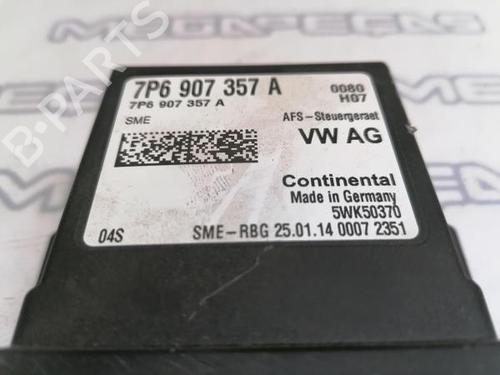 MEGAPEÇAS
7P6 907 357 A
0080
7P6 907 357 A
H07
SME
AFS-Steuergeraet
VW AG
Continental
Made in Germany
5WK50370
04S
SME-RBG 25.01.14 0007 2351
B-PARTS